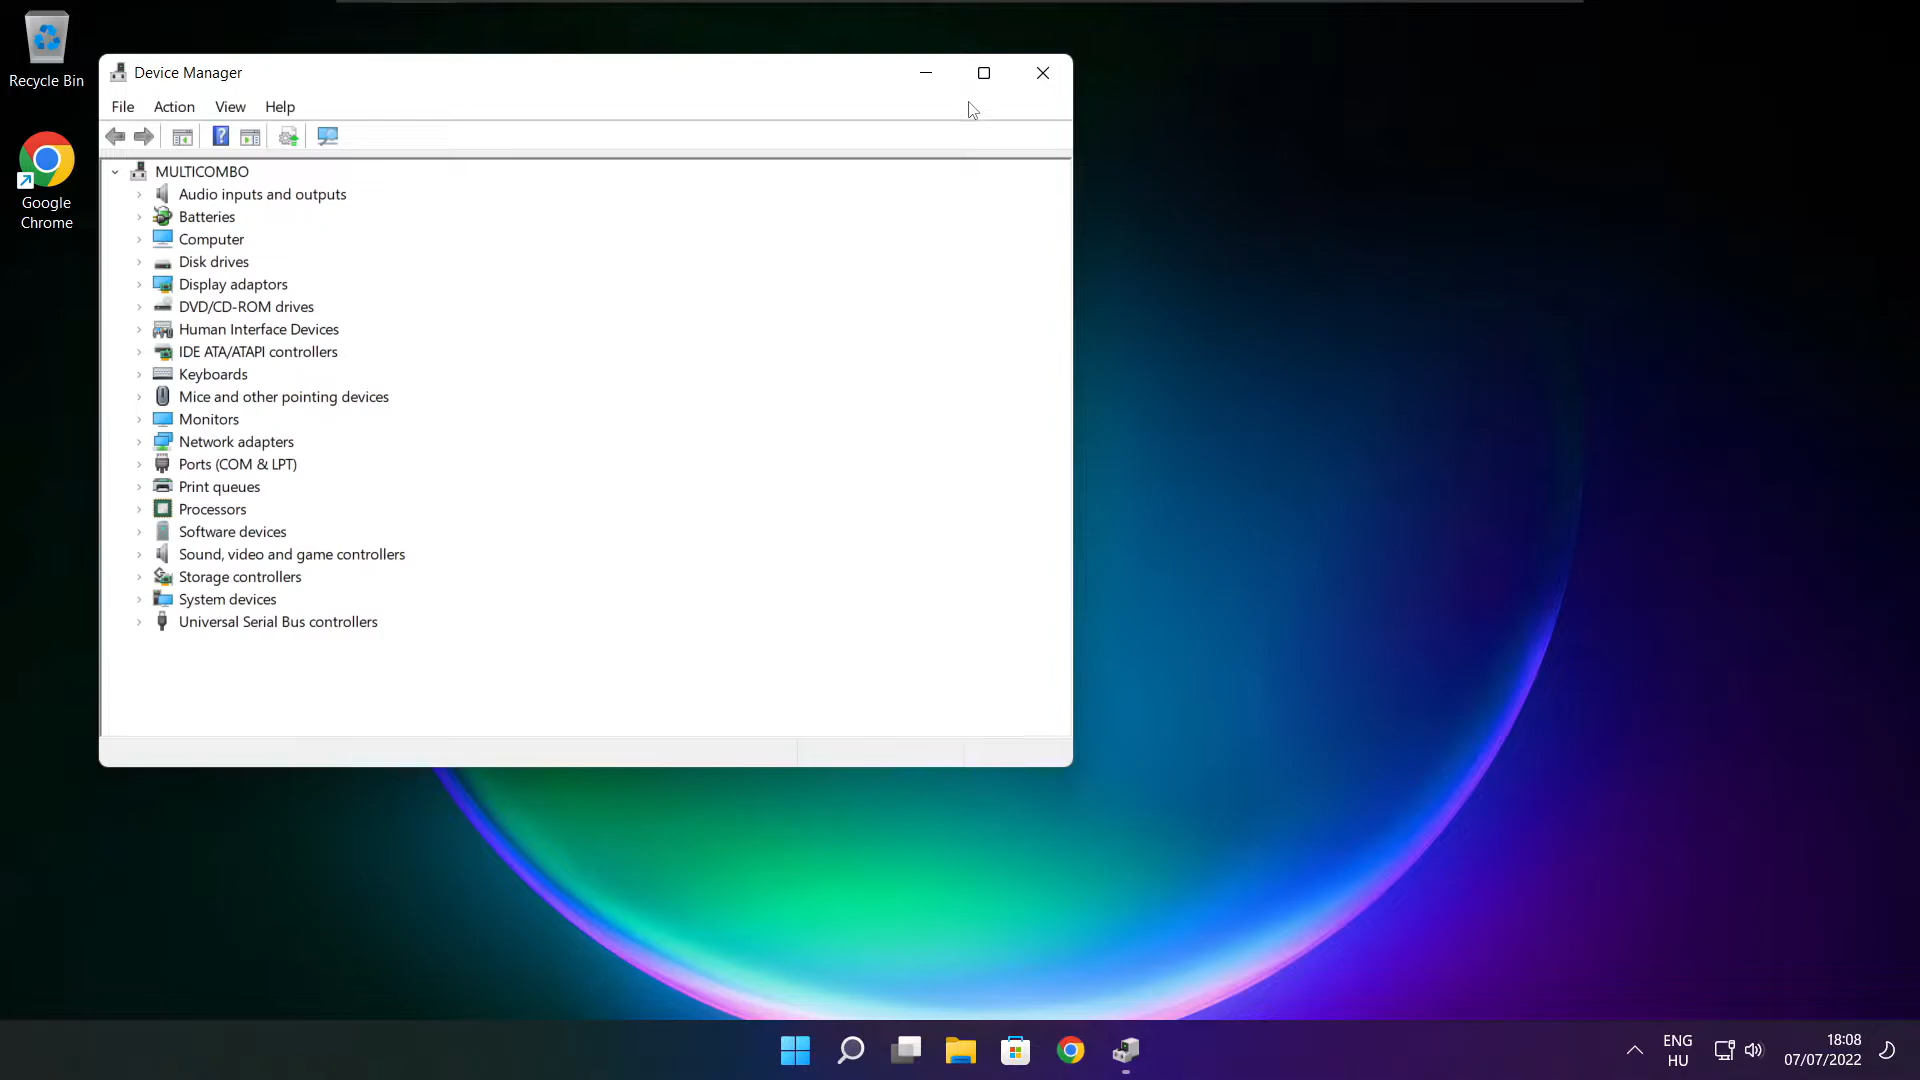 Recycle Bin
Google
Chrome
Device Manager
File Action View Help
MULTICOMBO
Audio inputs and outputs
Batteries
Computer
Disk drives
Display adaptors
DVD/CD-ROM drives
Human Interface Devices
IDE ATA/ATAPI controllers
Keyboards
Mice and other pointing devices
Monitors
Network adapters
Ports (COM & LPT)
Print queues
Processors
Software devices
Sound, video and game controllers
Storage controllers
System devices
Universal Serial Bus controllers
ENG
HU
18:08
07/07/2022